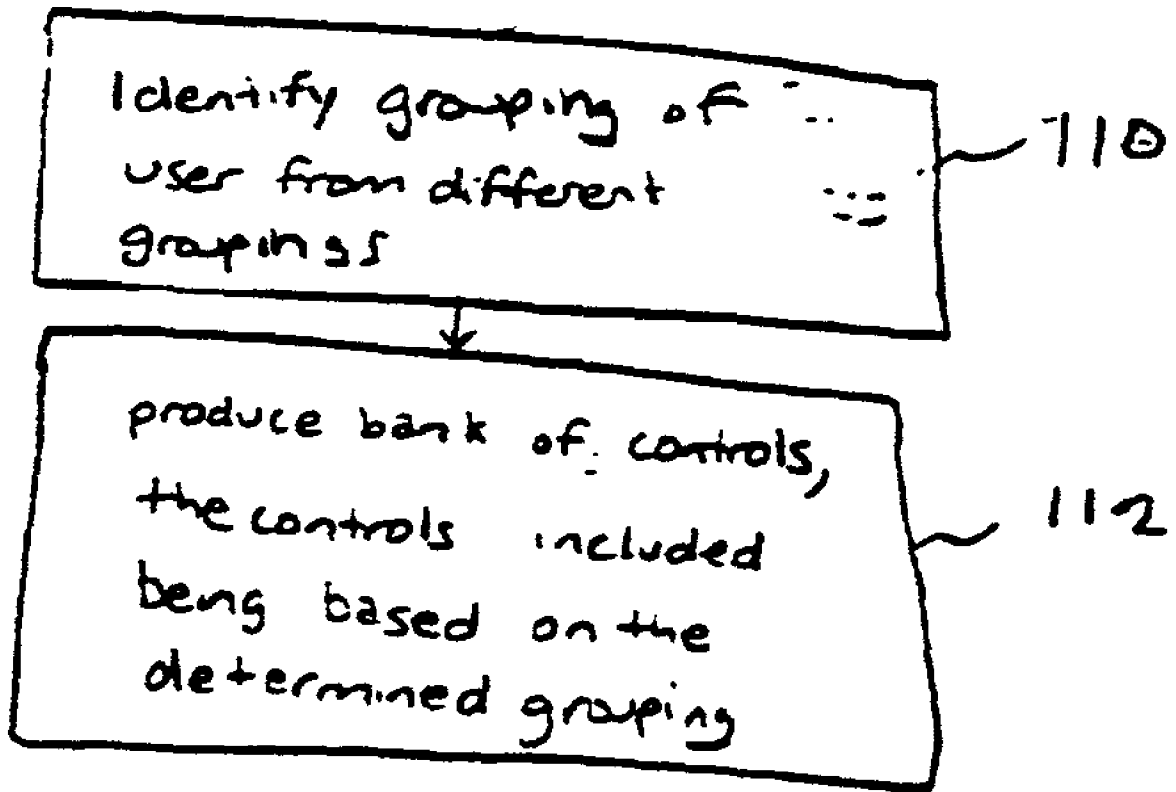 Identify grouping of
user from different
groupings
110
produce bank of controls,
the controls included
being based on the
determined grouping
112